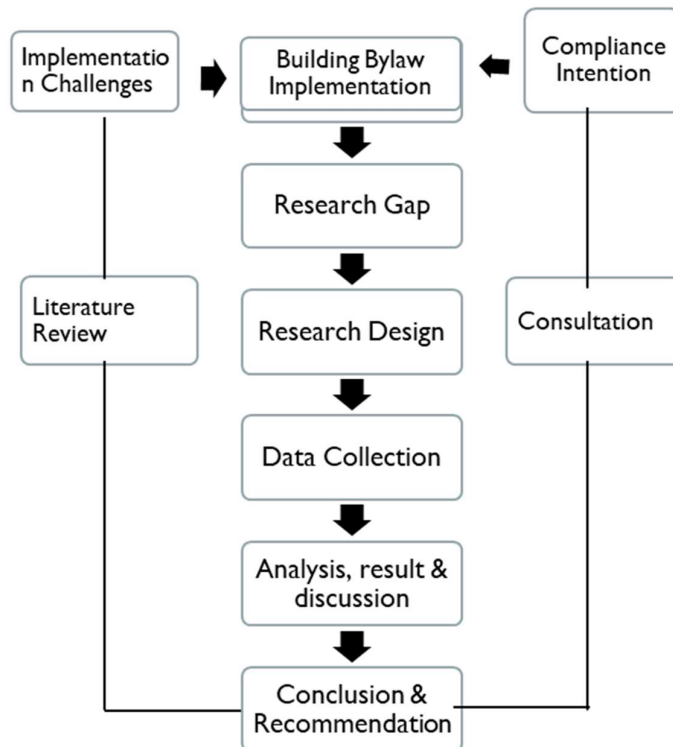 Implementatio
n Challenges
Building Bylaw
Implementation
Compliance
Intention
Research Gap
Literature
Review
Research Design
Consultation
Data Collection
Analysis, result &
discussion
Conclusion &
Recommendation